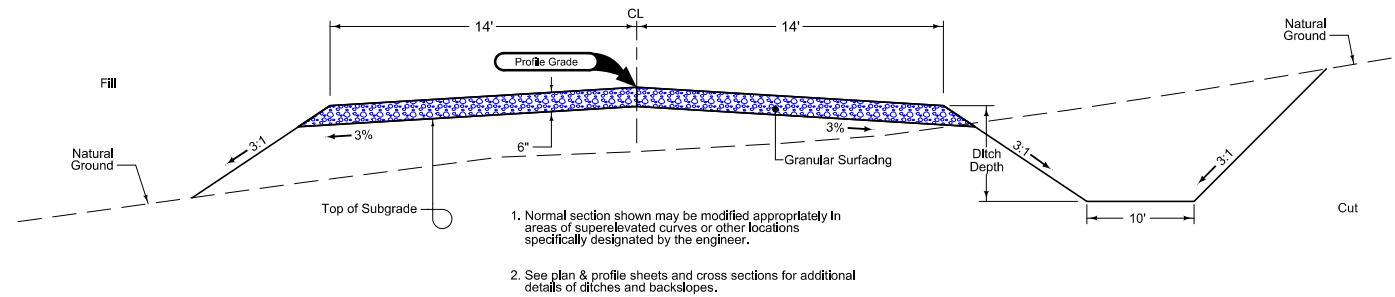 CL
14'
14'
Natural
Ground
Profile Grade
Fill
3%
3%
3:1
6"
Granular Surfacing
3:1
Ditch
Depth
3:1
Natural
Ground
Top of Subgrade
10'
Cut
1. Normal section shown may be modified appropriately in
areas of superelevated curves or other locations
specifically designated by the engineer.
2. See plan & profile sheets and cross sections for additional
details of ditches and backslopes.